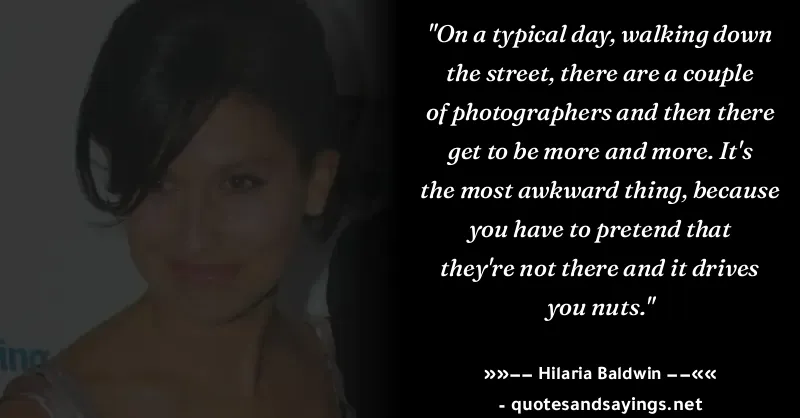 "On a typical day, walking down
the street, there are a couple
of photographers and then there
get to be more and more. It's
the most awkward thing, because
you have to pretend that
they're not there and it drives
you nuts."
»»−− Hilaria Baldwin −−««
- quotesandsayings.net
ing